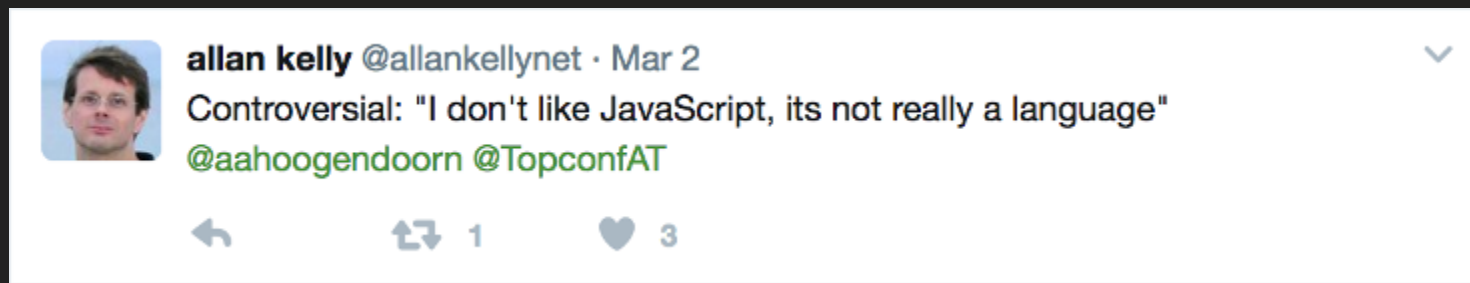 allan kelly @allankellynet · Mar 2
Controversial: "I don't like JavaScript, its not really a language"
@aahoogendoorn @TopconfAT
1 3